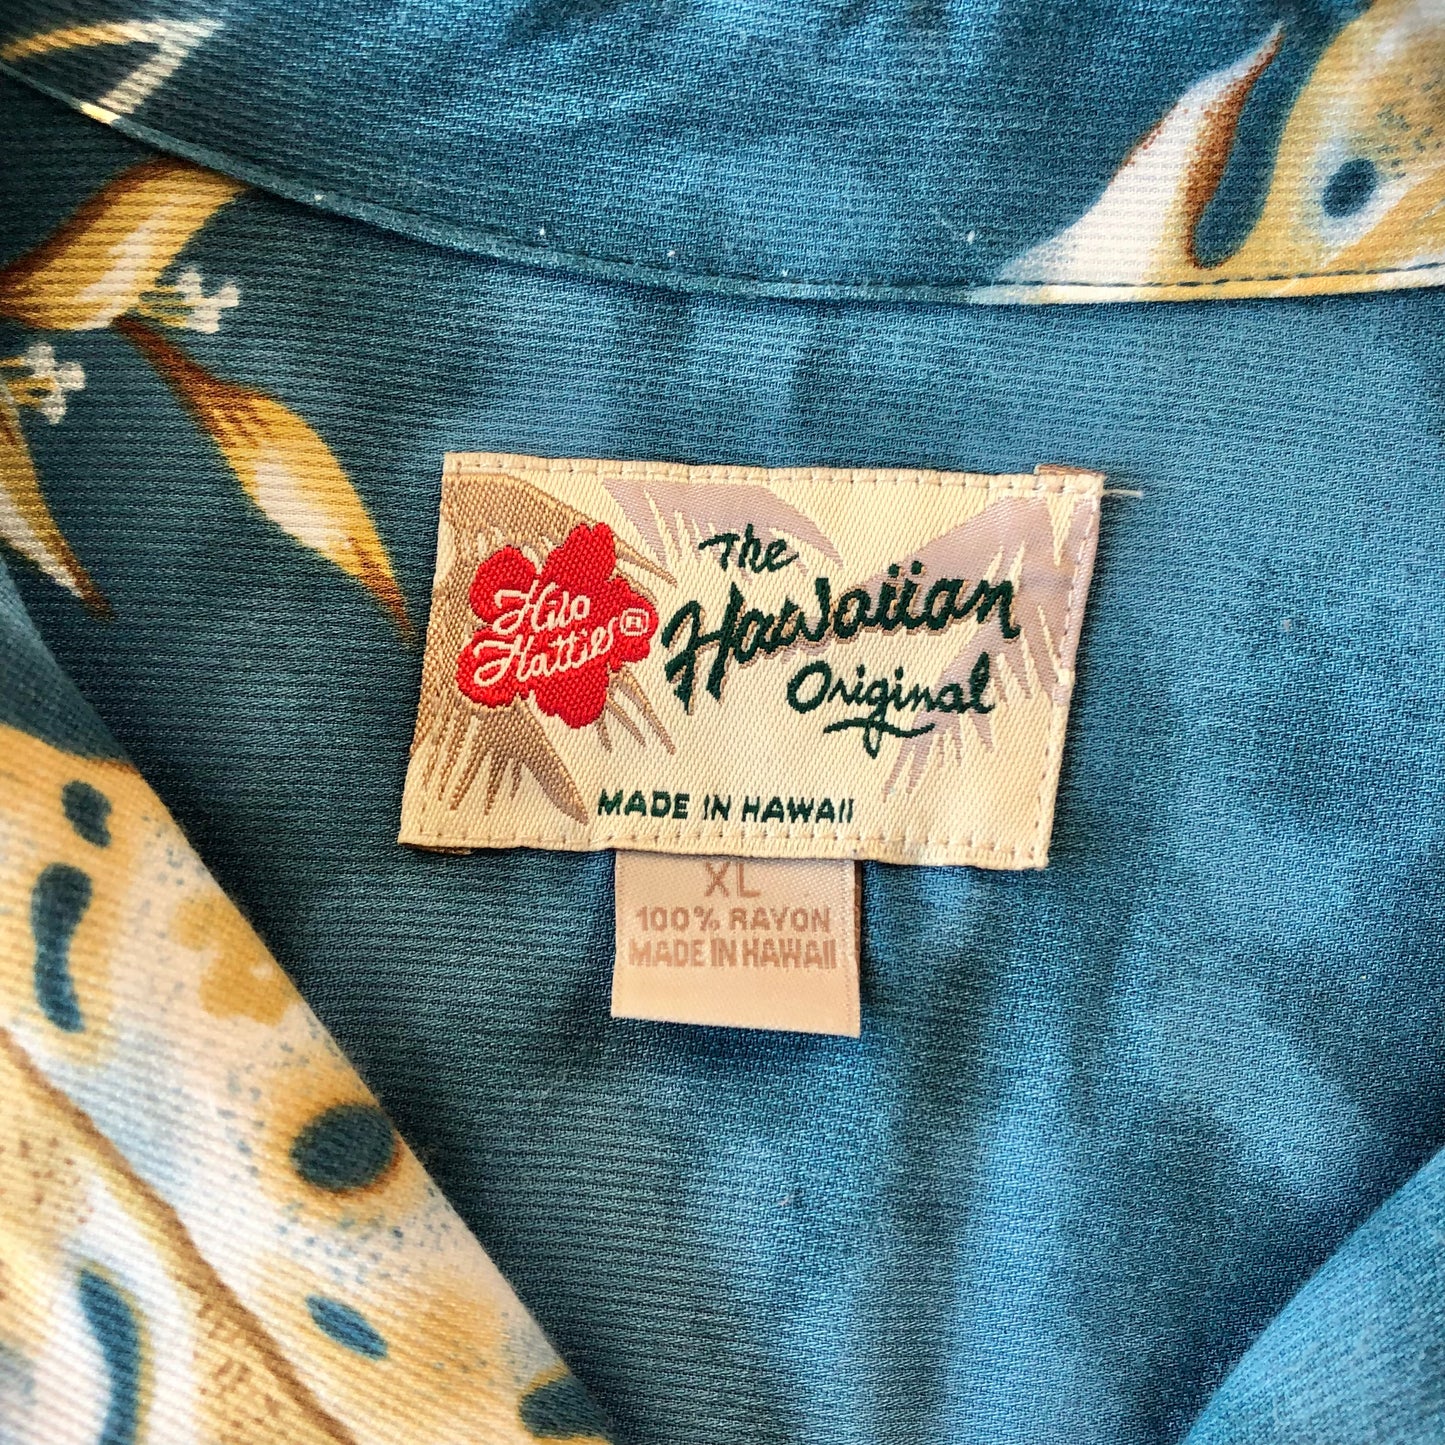 Hilo
Hattie®
The
Hawaiian
Original
MADE IN HAWAII
XL
100% RAYON
MADE IN HAWAII